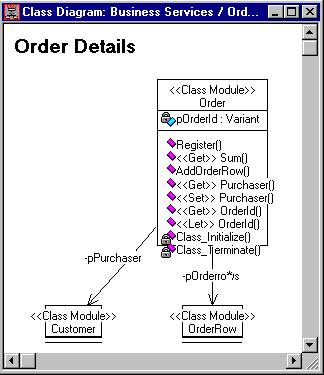 Class Diagram: Business Services / Ord...
Order Details
<<Class Module>>
Order
pOrderId : Variant
Register()
<<Get>> Sum()
AddOrderRow()
<<Get>> Purchaser()
<<Set>> Purchaser()
<<Get>> OrderId()
<<Let>> OrderId()
Class_Initialize()
Class_Terminate()
-pPurchaser
-pOrderro*/s
<<Class Module>>
Customer
<<Class Module>>
OrderRow